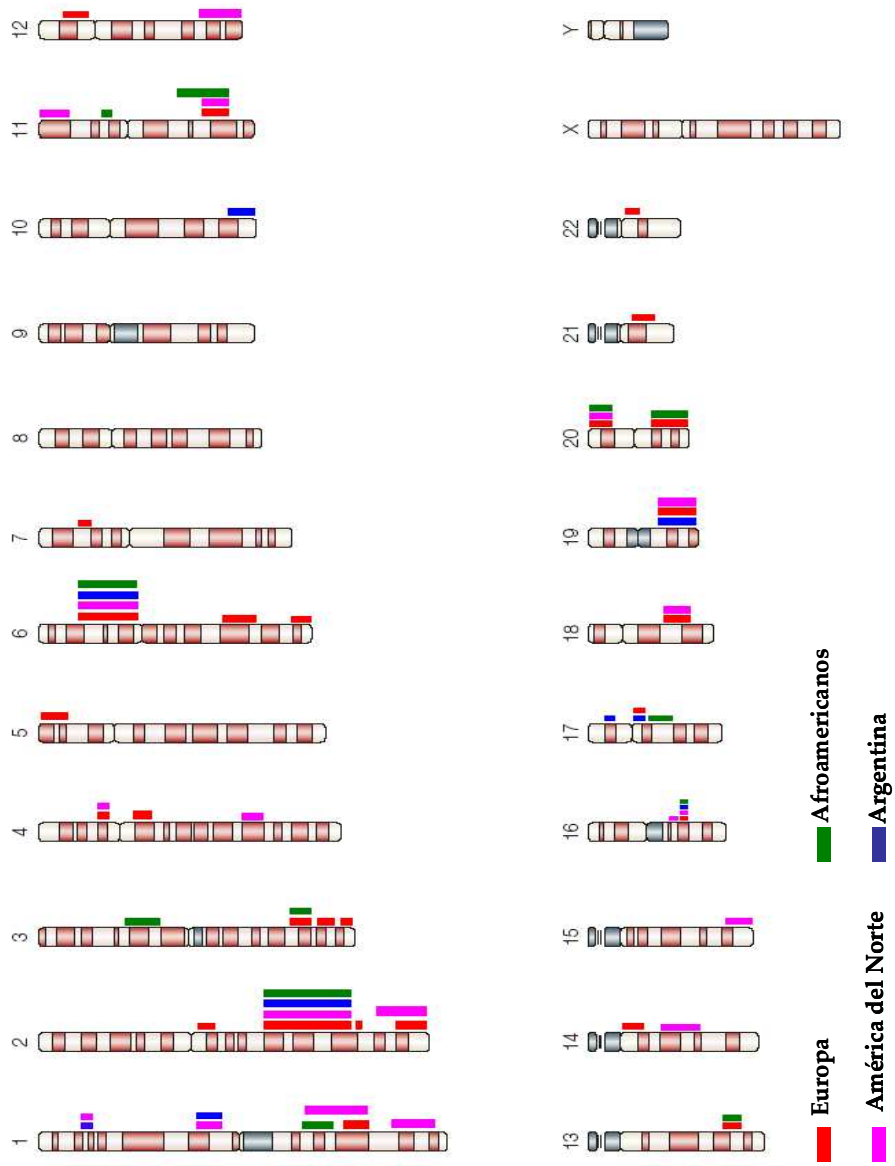 1 2 3 4 5 6 7 8 9 10 11 12
13 14 15 16 17 18 19 20 21 22 X Y
Europa Afroamericanos
América del Norte Argentina